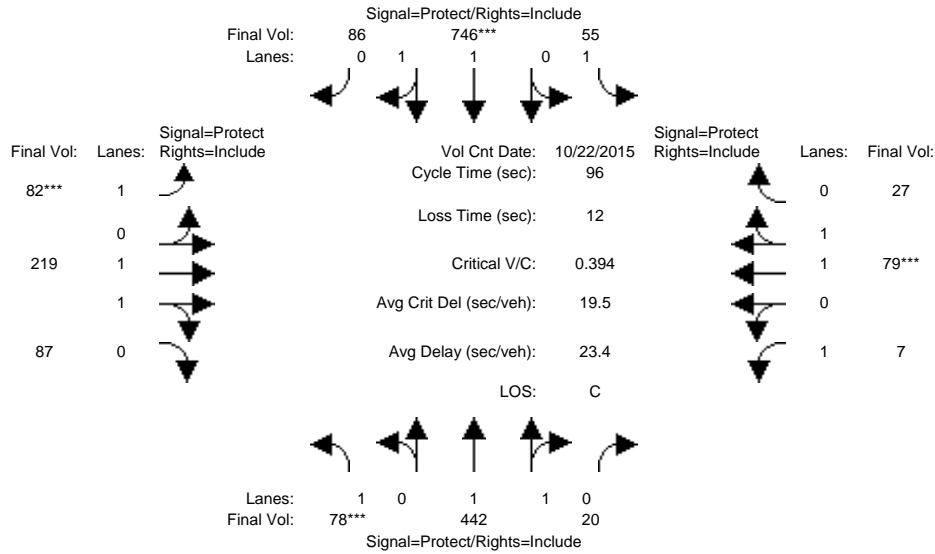 Signal=Protect/Rights=Include
Final Vol: 86 746*** 55
Lanes: 0 1 1 0 1
Signal=Protect Signal=Protect
Final Vol: Lanes: Rights=Include Vol Cnt Date: 10/22/2015 Rights=Include Lanes: Final Vol:
Cycle Time (sec): 96
82*** 1 0 27
Loss Time (sec): 12
0 1
219 1 Critical V/C: 0.394 1 79***
1 Avg Crit Del (sec/veh): 19.5 0
87 0 Avg Delay (sec/veh): 23.4 1 7
LOS: C
Lanes: 1 0 1 1 0
Final Vol: 78*** 442 20
Signal=Protect/Rights=Include